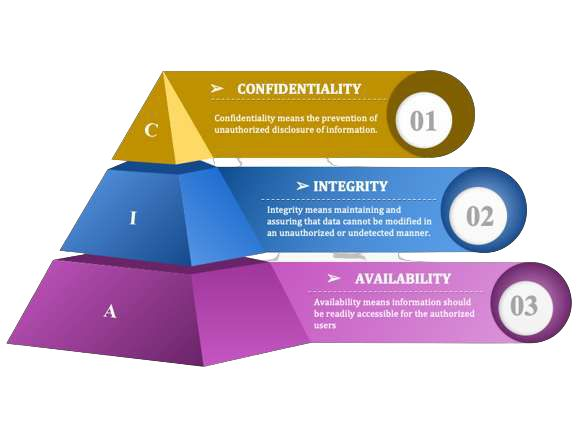 C
➢ CONFIDENTIALITY
Confidentiality means the prevention of
unauthorized disclosure of information.
01
I
➢ INTEGRITY
Integrity means maintaining and
assuring that data cannot be modified in
an unauthorized or undetected manner.
02
A
➢ AVAILABILITY
Availability means information should
be readily accessible for the authorized
users
03